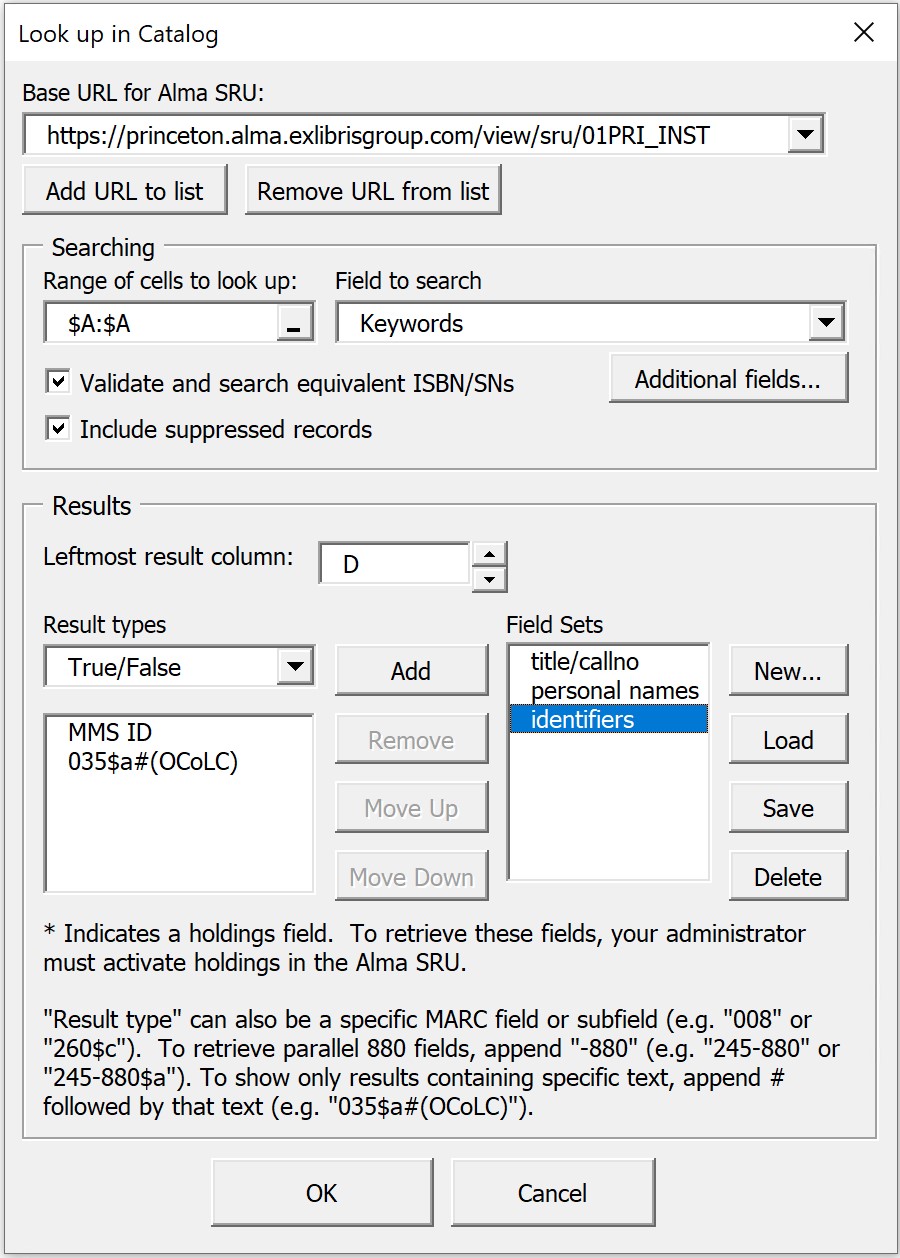 Look up in Catalog
Base URL for Alma SRU:
https://princeton.alma.exlibrisgroup.com/view/sru/01PRI_INST
Add URL to list
Remove URL from list
Searching
Range of cells to look up:
Field to search
$A:$A
Keywords
Validate and search equivalent ISBN/SNs
Additional fields...
Include suppressed records
Results
Leftmost result column:
D
Result types
Field Sets
True/False
Add
title/callno
personal names
identifiers
New...
MMS ID
035$a#(OCoLC)
Remove
Load
Move Up
Save
Move Down
Delete
* Indicates a holdings field.  To retrieve these fields, your administrator
must activate holdings in the Alma SRU.
"Result type" can also be a specific MARC field or subfield (e.g. "008" or
"260$c").  To retrieve parallel 880 fields, append "-880" (e.g. "245-880" or
"245-880$a"). To show only results containing specific text, append #
followed by that text (e.g. "035$a#(OCoLC)").
OK
Cancel